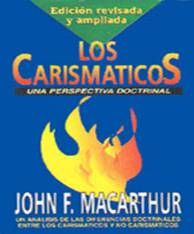 Edición revisada
y ampliada
LOS
CARISMATICOS
UNA PERSPECTIVA DOCTRINAL
JOHN F. MACARTHUR
UN ANALISIS DE LAS DIFERENCIAS DOCTRINALES
ENTRE LOS CARISMATICOS Y NO CARISMATICOS